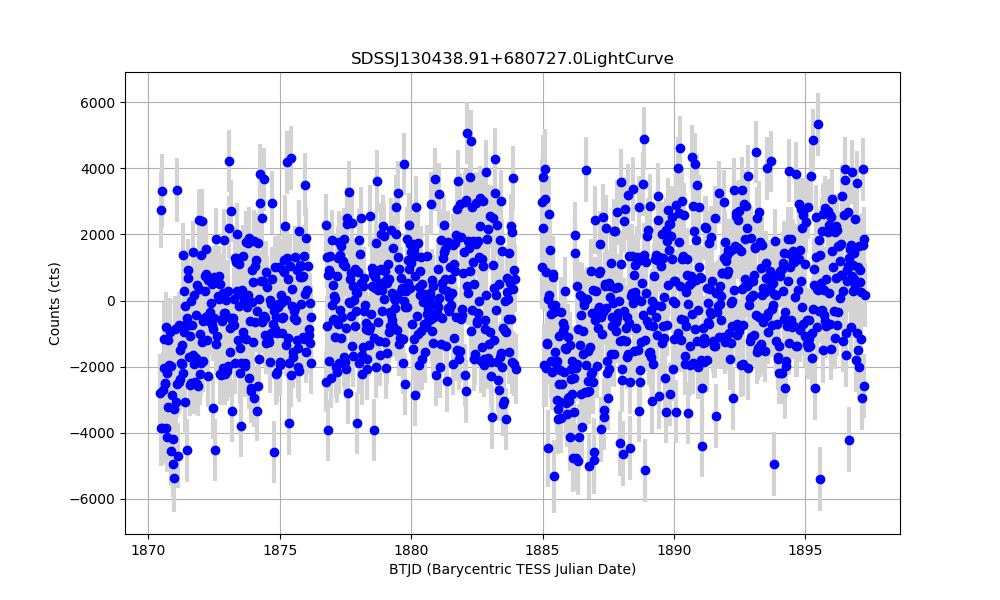 SDSSJ130438.91+680727.0LightCurve
6000
4000
2000
0
−2000
−4000
−6000
Counts (cts)
1870 1875 1880 1885 1890 1895
BTJD (Barycentric TESS Julian Date)